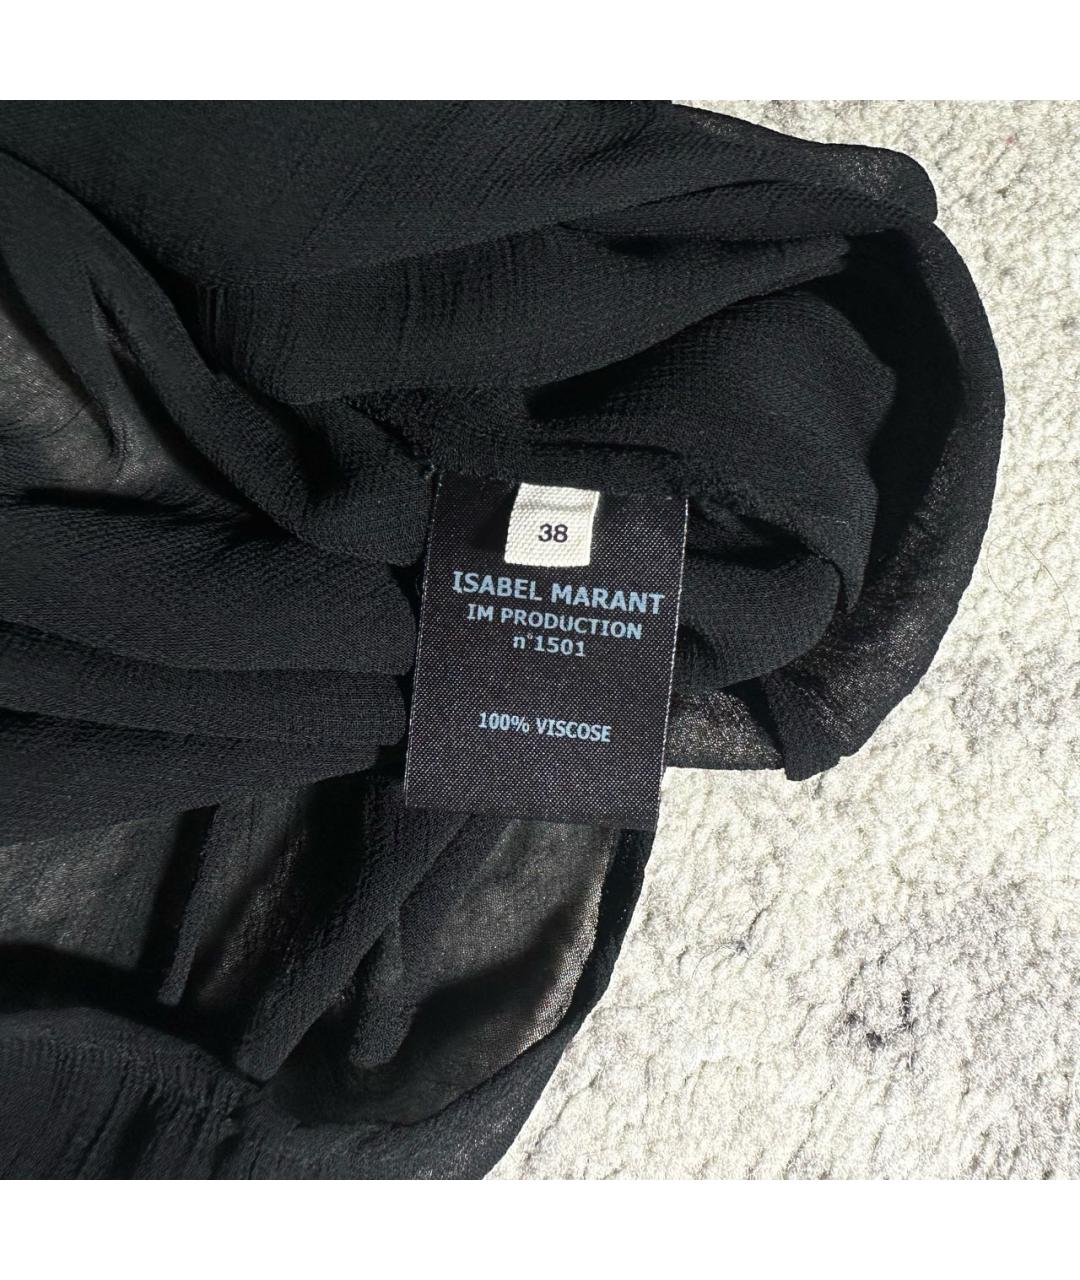 38
ISABEL MARANT
IM PRODUCTION
n°1501
100% VISCOSE